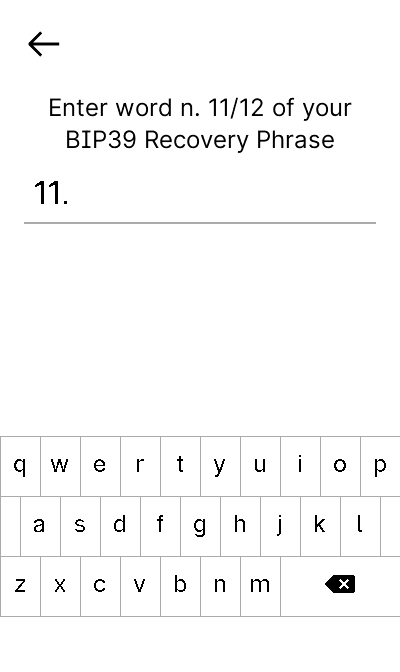 Enter word n. 11/12 of your
BIP39 Recovery Phrase
11.
q w e r t y u i o p
a s d f g h j k l
z x c v b n m